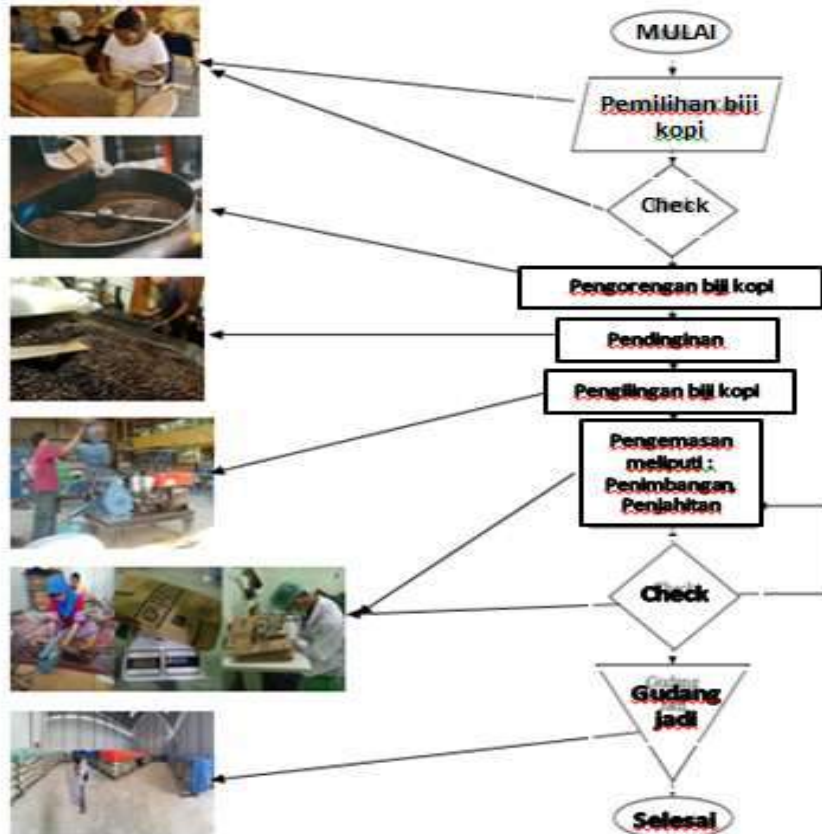 MULAI
Pemilihan biji
kopi
Check
Pengorengan biji kopi
Pendinginan
Pengilingan biji kopi
Pengemasan
meliputi :
Penimbangan,
Penjahitan
Check
Gudang
jadi
Selesai